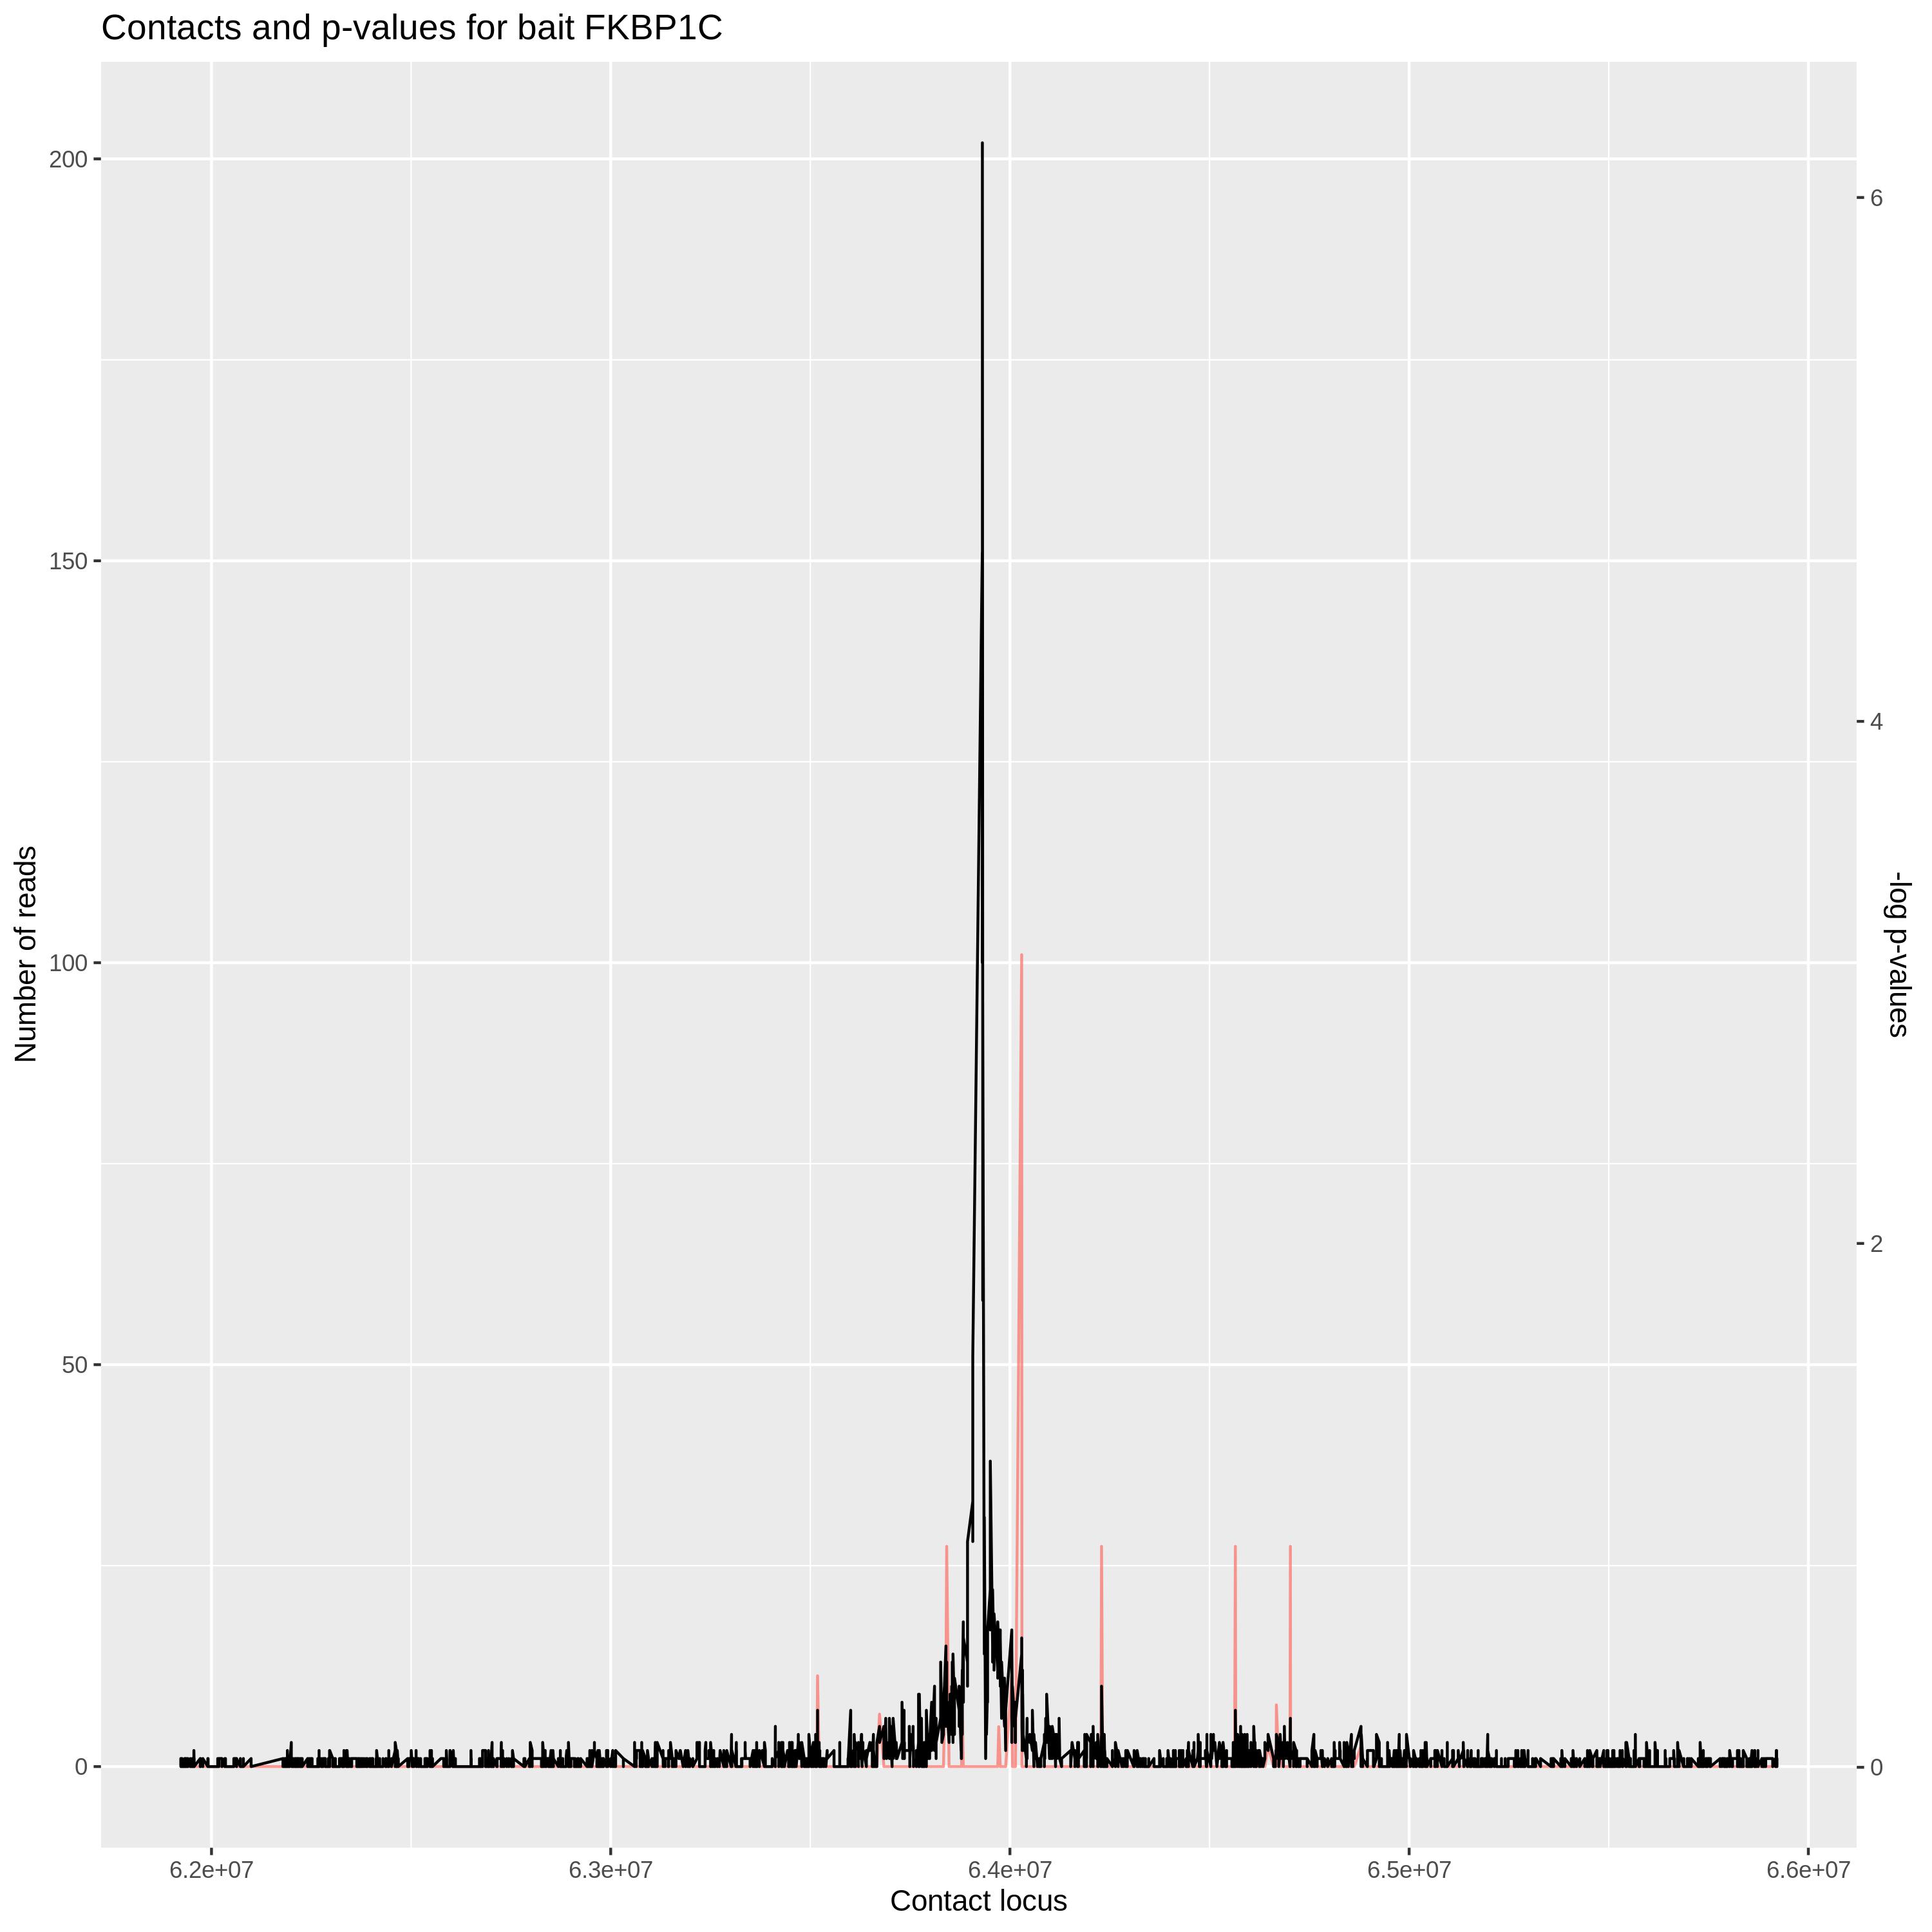 Contacts and p-values for bait FKBP1C
200
150
100
50
0
Number of reads
6
4
2
0
-log p-values
6.2e+07
6.3e+07
6.4e+07
6.5e+07
6.6e+07
Contact locus